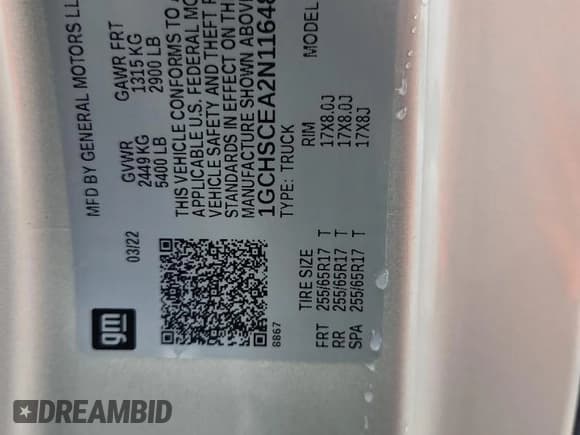 MFD BY GENERAL MOTORS LL
GVWR GAWR FRT
2449 KG 1315 KG
5400 LB 2900 LB
THIS VEHICLE CONFORMS TO A
APPLICABLE U.S. FEDERAL MO
VEHICLE SAFETY AND THEFT P
STANDARDS IN EFFECT ON THE
MANUFACTURE SHOWN ABOVE
1GCHSCEA2N11648
TYPE: TRUCK MODEL
03/22
gm
8867
TIRE SIZE RIM
FRT 255/65R17 T 17X8.0J
RR 255/65R17 T 17X8.0J
SPA 255/65R17 T 17X8J
DREAMBID